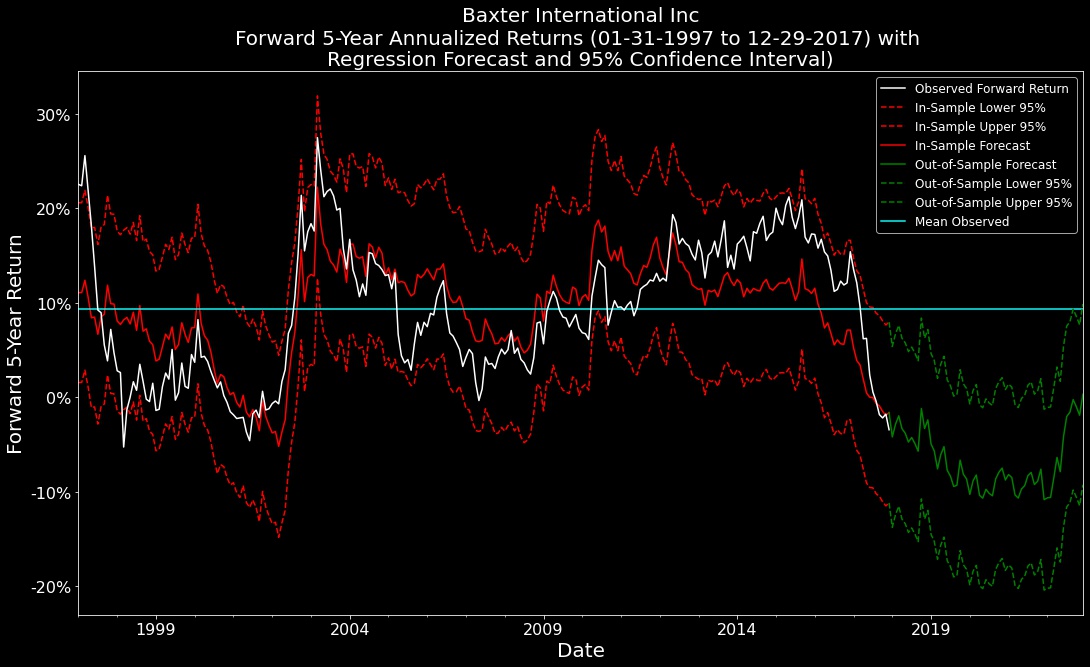 Baxter International Inc
Forward 5-Year Annualized Returns (01-31-1997 to 12-29-2017) with
Regression Forecast and 95% Confidence Interval)
Observed Forward Return
In-Sample Lower 95%
In-Sample Upper 95%
In-Sample Forecast
Out-of-Sample Forecast
Out-of-Sample Lower 95%
Out-of-Sample Upper 95%
Mean Observed
Forward 5-Year Return
30%
20%
10%
0%
-10%
-20%
1999
2004
2009
2014
2019
Date